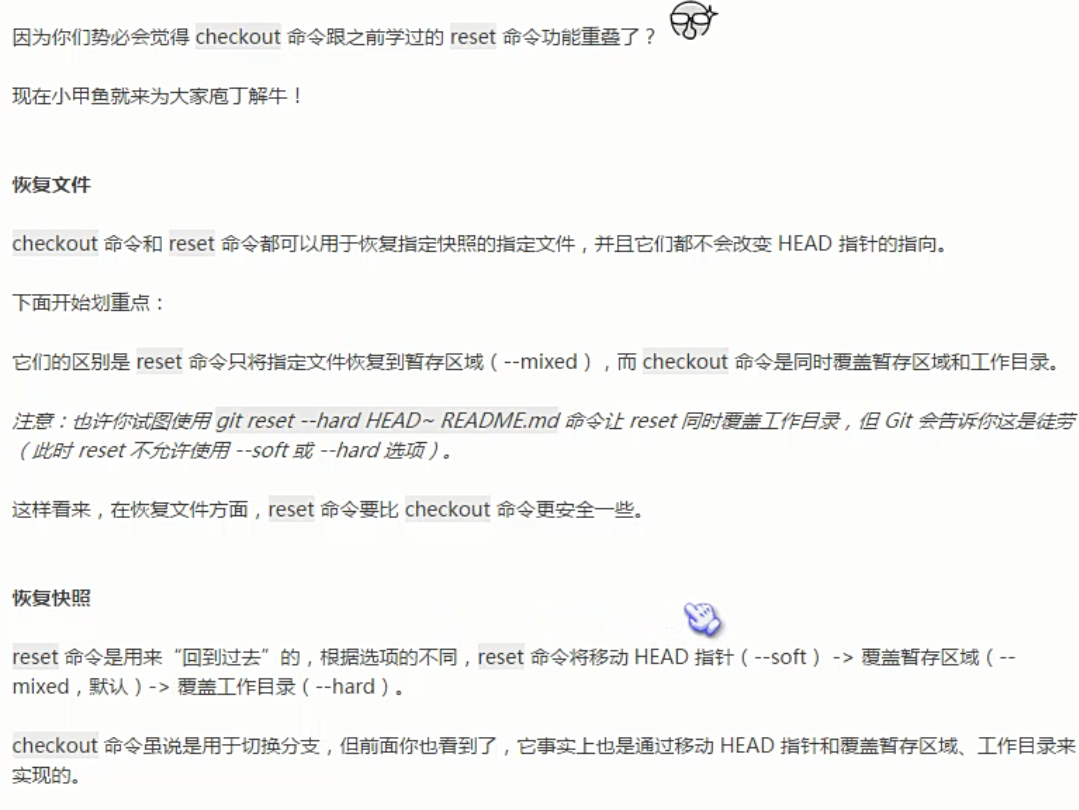 因为你们势必会觉得 checkout 命令跟之前学过的 reset 命令功能重叠了？
现在小甲鱼就来为大家庖丁解牛！
恢复文件
checkout 命令和 reset 命令都可以用于恢复指定快照的指定文件，并且它们都不会改变 HEAD 指针的指向。
下面开始划重点：
它们的区别是 reset 命令只将指定文件恢复到暂存区域（--mixed），而 checkout 命令是同时覆盖暂存区域和工作目录。
注意：也许你试图使用 git reset --hard HEAD~ README.md 命令让 reset 同时覆盖工作目录，但 Git 会告诉你这是徒劳
（此时 reset 不允许使用 --soft 或 --hard 选项）。
这样看来，在恢复文件方面，reset 命令要比 checkout 命令更安全一些。
恢复快照
reset 命令是用来“回到过去”的，根据选项的不同，reset 命令将移动 HEAD 指针（--soft） -> 覆盖暂存区域（--
mixed，默认）-> 覆盖工作目录（--hard）。
checkout 命令虽说是用于切换分支，但前面你也看到了，它事实上也是通过移动 HEAD 指针和覆盖暂存区域、工作目录来
实现的。